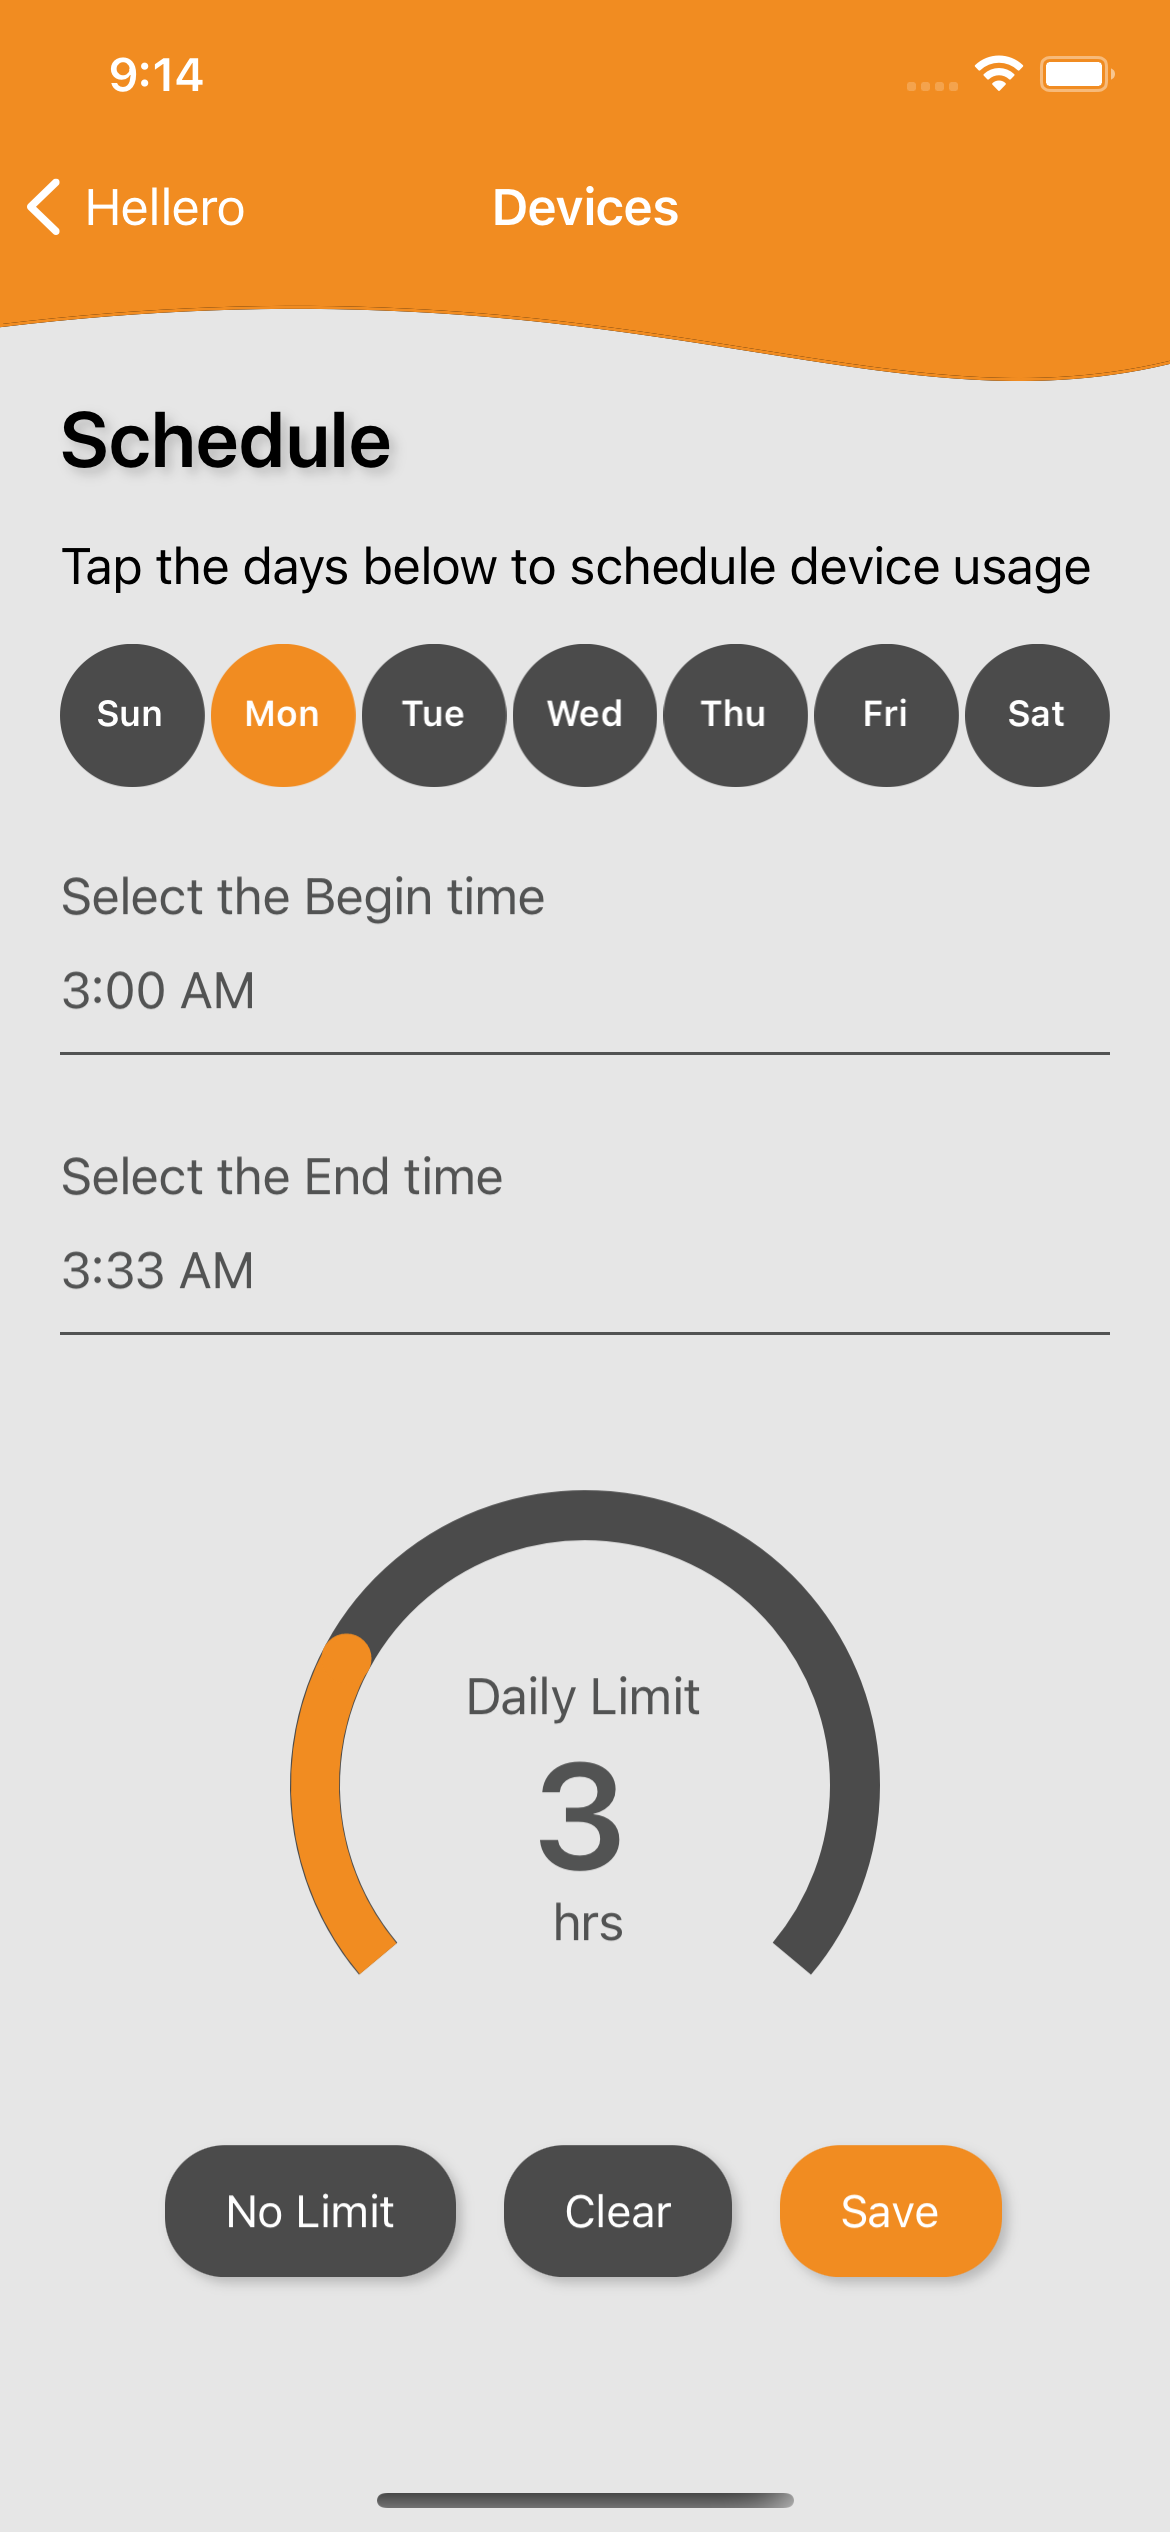 9:14
Hellero Devices
Schedule
Tap the days below to schedule device usage
Sun Mon Tue Wed Thu Fri Sat
Select the Begin time
3:00 AM
Select the End time
3:33 AM
Daily Limit
3
hrs
No Limit Clear Save